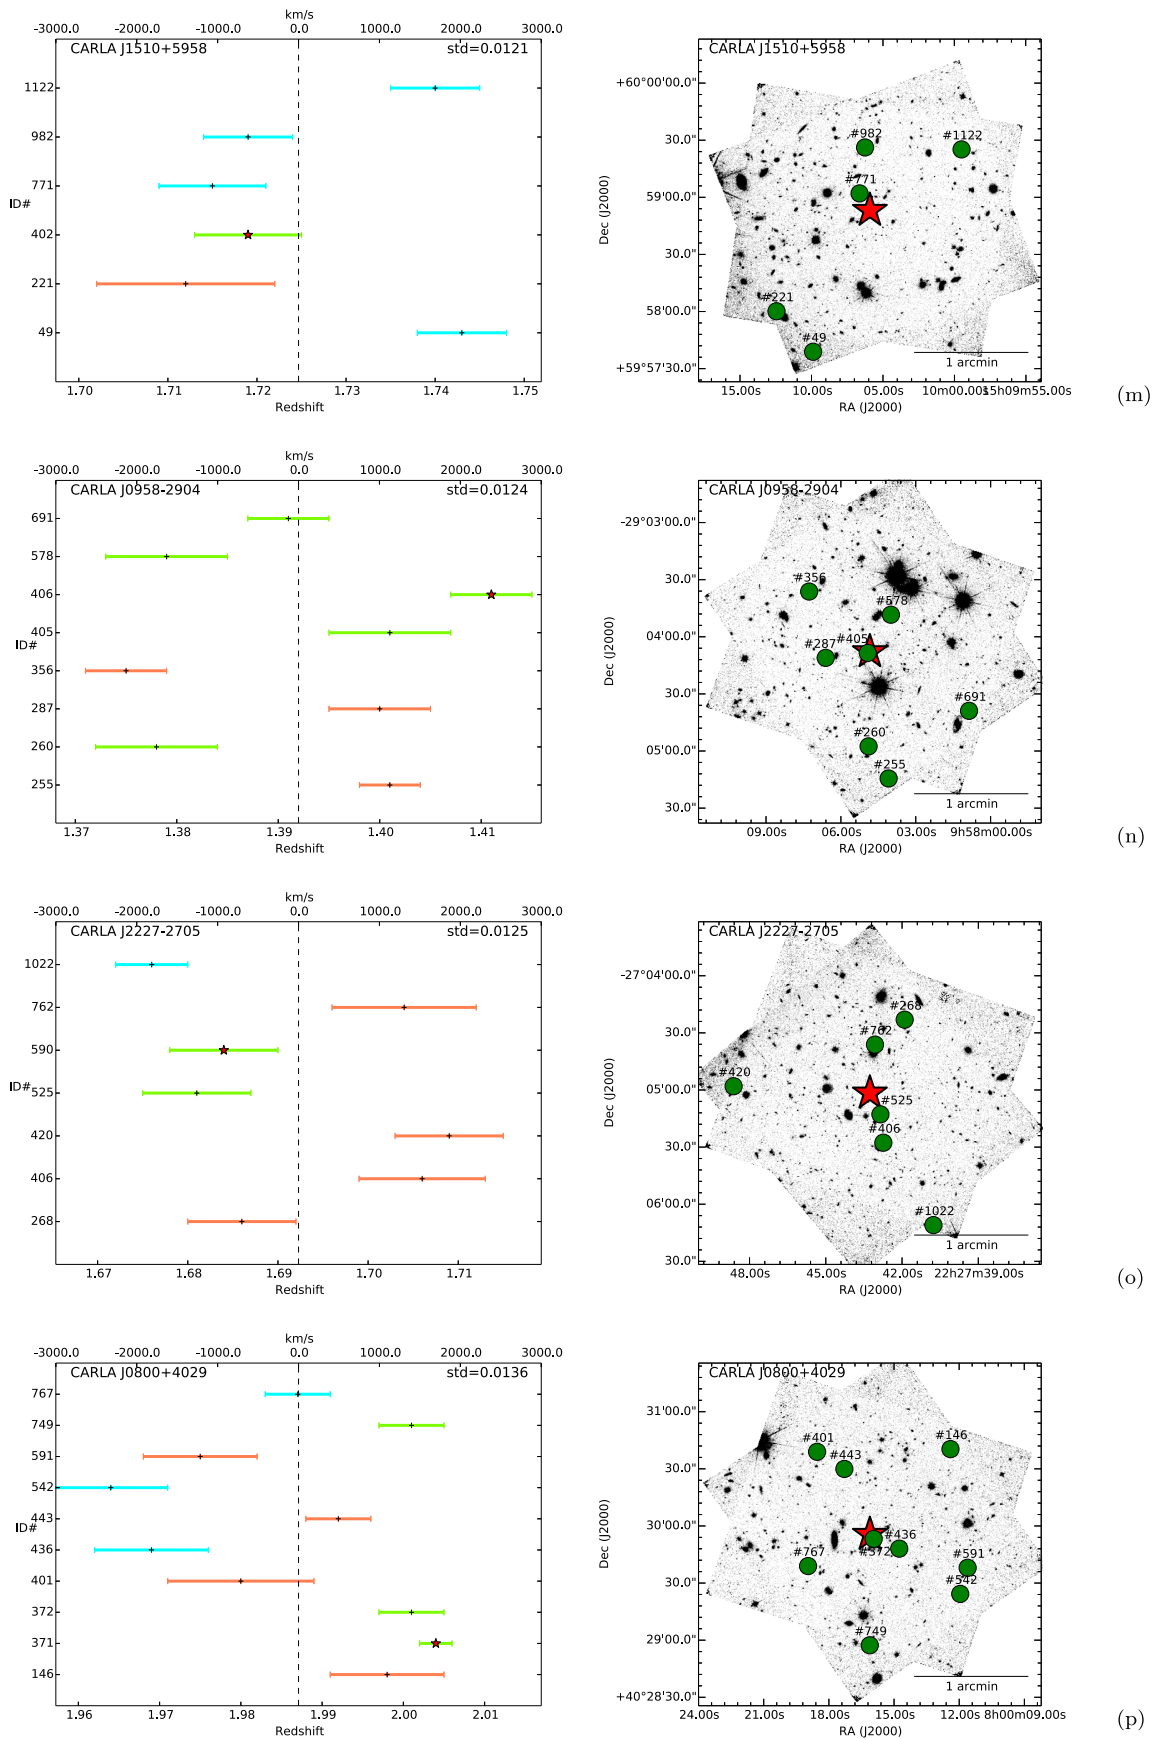 km/s
-3000.0 -2000.0 -1000.0 0.0 1000.0 2000.0 3000.0
CARLA J1510+5958 std=0.0121
1122
982
771
ID#
402
221
49
1.70 1.71 1.72 1.73 1.74 1.75
Redshift
CARLA J1510+5958
+60°00'00.0"
30.0"
59'00.0"
30.0"
58'00.0"
+59°57'30.0"
Dec (J2000)
#982
#1122
#771
#221
#49
1 arcmin
15.00s 10.00s 05.00s 10m00.00s 15h09m55.00s
RA (J2000)
(m)
km/s
-3000.0 -2000.0 -1000.0 0.0 1000.0 2000.0 3000.0
CARLA J0958-2904 std=0.0124
691
578
406
405
ID#
356
287
260
255
1.37 1.38 1.39 1.40 1.41
Redshift
CARLA J0958-2904
-29°03'00.0"
30.0"
04'00.0"
30.0"
05'00.0"
30.0"
Dec (J2000)
#356
#578
#405
#287
#691
#260
#255
1 arcmin
09.00s 06.00s 03.00s 9h58m00.00s
RA (J2000)
(n)
km/s
-3000.0 -2000.0 -1000.0 0.0 1000.0 2000.0 3000.0
CARLA J2227-2705 std=0.0125
1022
762
590
ID#
525
420
406
268
1.67 1.68 1.69 1.70 1.71
Redshift
CARLA J2227-2705
-27°04'00.0"
30.0"
05'00.0"
30.0"
06'00.0"
30.0"
Dec (J2000)
#268
#762
#420
#525
#406
#1022
1 arcmin
48.00s 45.00s 42.00s 22h27m39.00s
RA (J2000)
(o)
km/s
-3000.0 -2000.0 -1000.0 0.0 1000.0 2000.0 3000.0
CARLA J0800+4029 std=0.0136
767
749
591
542
443
ID#
436
401
372
371
146
1.96 1.97 1.98 1.99 2.00 2.01
Redshift
CARLA J0800+4029
31'00.0"
30.0"
30'00.0"
30.0"
29'00.0"
+40°28'30.0"
Dec (J2000)
#401
#146
#443
#436
#372
#767
#591
#542
#749
1 arcmin
24.00s 21.00s 18.00s 15.00s 12.00s 8h00m09.00s
RA (J2000)
(p)